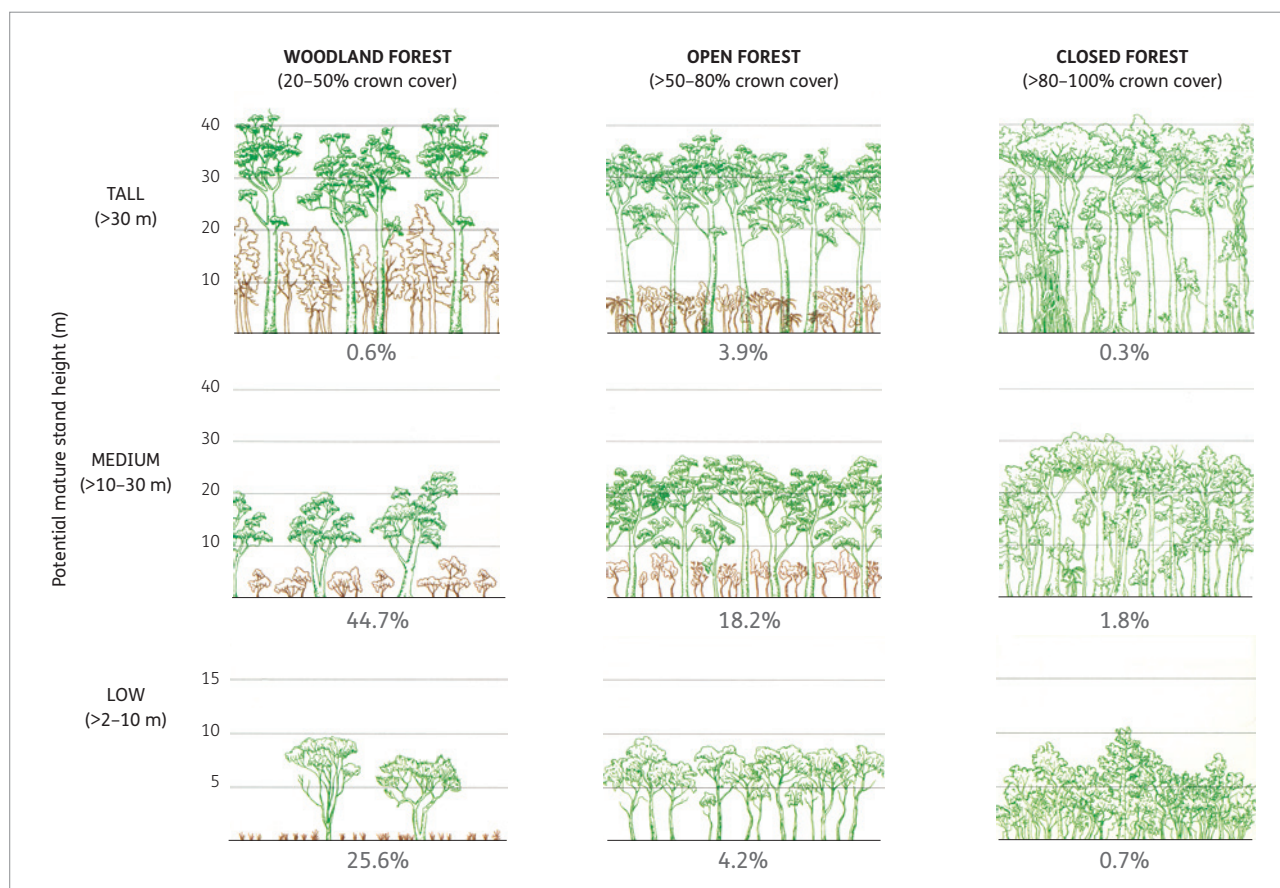 WOODLAND FOREST
(20–50% crown cover)
OPEN FOREST
(>50–80% crown cover)
CLOSED FOREST
(>80–100% crown cover)
Potential mature stand height (m)
TALL
(>30 m)
40
30
20
10
0.6%
3.9%
0.3%
MEDIUM
(>10–30 m)
40
30
20
10
44.7%
18.2%
1.8%
LOW
(>2–10 m)
15
10
5
25.6%
4.2%
0.7%